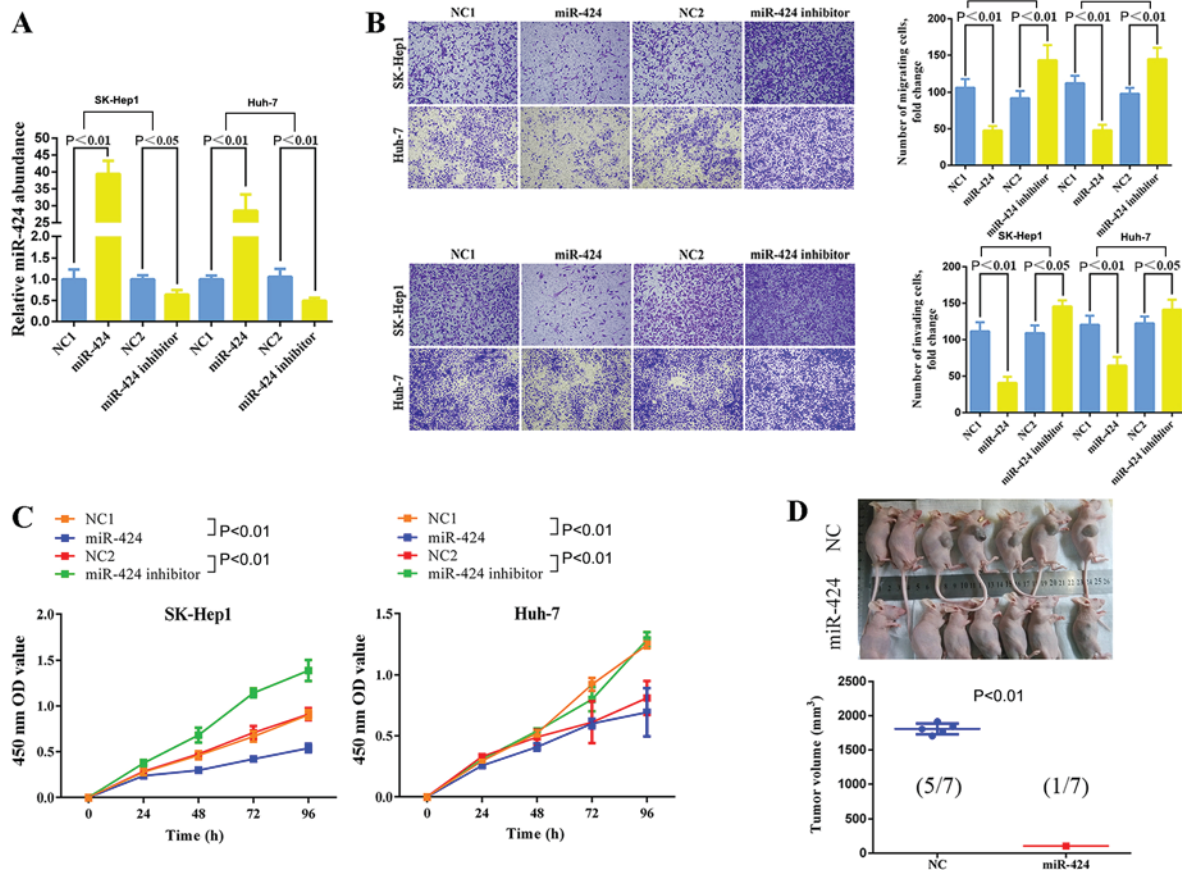 A
SK-Hep1
Huh-7
P<0.01
P<0.05
P<0.01
P<0.01
Relative miR-424 abundance
45
40
35
30
25
20
15
2.0
1.5
1.0
0.5
0.0
NC1
miR-424
NC2
miR-424 inhibitor
NC1
miR-424
NC2
miR-424 inhibitor
B
NC1
miR-424
NC2
miR-424 inhibitor
SK-Hep1
Huh-7
NC1
miR-424
NC2
miR-424 inhibitor
SK-Hep1
Huh-7
P<0.01
P<0.01
P<0.01
P<0.01
Number of migrating cells,
fold change
200
150
100
50
0
NC1
miR-424
NC2
miR-424 inhibitor
NC1
miR-424
NC2
miR-424 inhibitor
SK-Hep1
Huh-7
P<0.01
P<0.05
P<0.01
P<0.05
Number of invading cells,
fold change
200
150
100
50
0
NC1
miR-424
NC2
miR-424 inhibitor
NC1
miR-424
NC2
miR-424 inhibitor
C
NC1
miR-424
P<0.01
NC2
miR-424 inhibitor
P<0.01
SK-Hep1
450 nm OD value
2.0
1.5
1.0
0.5
0.0
0 24 48 72 96
Time (h)
NC1
miR-424
P<0.01
NC2
miR-424 inhibitor
P<0.01
Huh-7
450 nm OD value
1.5
1.0
0.5
0.0
0 24 48 72 96
Time (h)
D
NC
miR-424
P<0.01
Tumor volume (mm³)
2500
2000
1500
1000
500
0
(5/7)
(1/7)
NC
miR-424